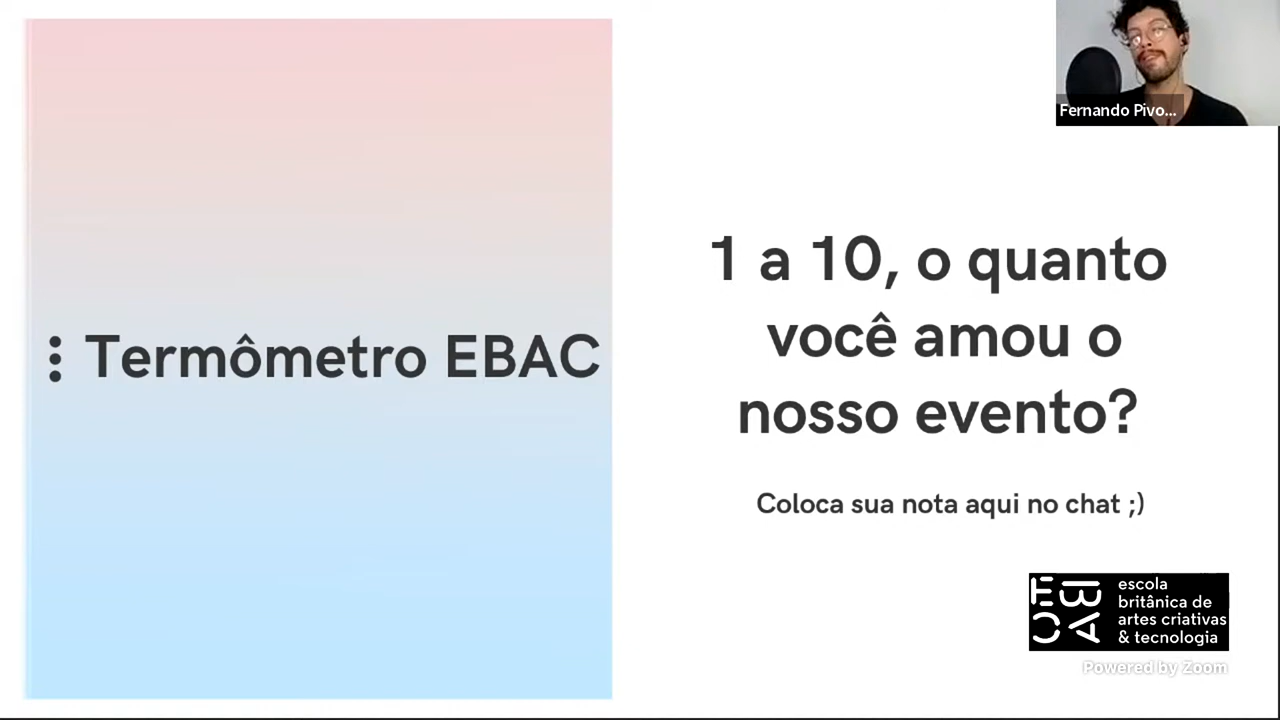 Fernando Pivo...
⋮ Termômetro EBAC
1 a 10, o quanto
você amou o
nosso evento?
Coloca sua nota aqui no chat ;)
EBAC
escola
britânica de
artes criativas
& tecnologia
Powered by Zoom